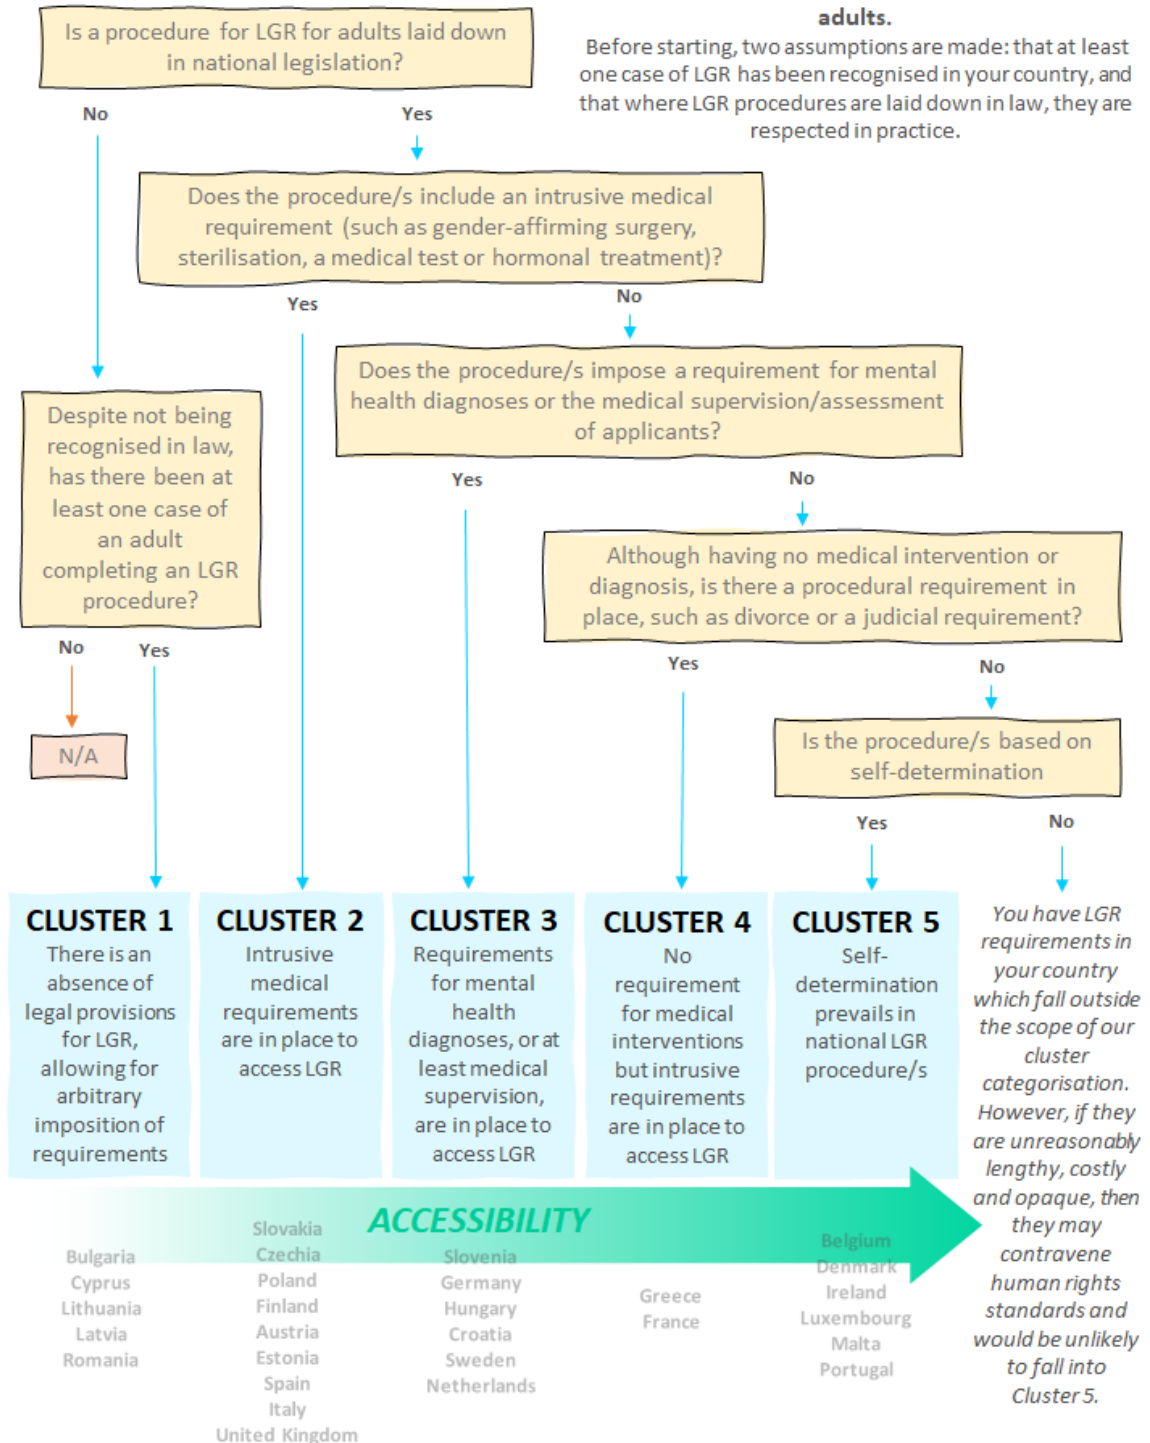 adults.
Before starting, two assumptions are made: that at least
one case of LGR has been recognised in your country, and
that where LGR procedures are laid down in law, they are
respected in practice.
Is a procedure for LGR for adults laid down
in national legislation?
No
Yes
Does the procedure/s include an intrusive medical
requirement (such as gender-affirming surgery,
sterilisation, a medical test or hormonal treatment)?
Yes
No
Does the procedure/s impose a requirement for mental
health diagnoses or the medical supervision/assessment
of applicants?
Yes
No
Despite not being
recognised in law,
has there been at
least one case of
an adult
completing an LGR
procedure?
No
Yes
N/A
Although having no medical intervention or
diagnosis, is there a procedural requirement in
place, such as divorce or a judicial requirement?
Yes
No
Is the procedure/s based on
self-determination
Yes
No
CLUSTER 1
There is an
absence of
legal provisions
for LGR,
allowing for
arbitrary
imposition of
requirements
CLUSTER 2
Intrusive
medical
requirements
are in place to
access LGR
CLUSTER 3
Requirements
for mental
health
diagnoses, or at
least medical
supervision,
are in place to
access LGR
CLUSTER 4
No
requirement
for medical
interventions
but intrusive
requirements
are in place to
access LGR
CLUSTER 5
Self-
determination
prevails in
national LGR
procedure/s
You have LGR
requirements in
your country
which fall outside
the scope of our
cluster
categorisation.
However, if they
are unreasonably
lengthy, costly
and opaque, then
they may
contravene
human rights
standards and
would be unlikely
to fall into
Cluster 5.
ACCESSIBILITY
Bulgaria
Cyprus
Lithuania
Latvia
Romania
Slovakia
Czechia
Poland
Finland
Austria
Estonia
Spain
Italy
United Kingdom
Slovenia
Germany
Hungary
Croatia
Sweden
Netherlands
Greece
France
Belgium
Denmark
Ireland
Luxembourg
Malta
Portugal